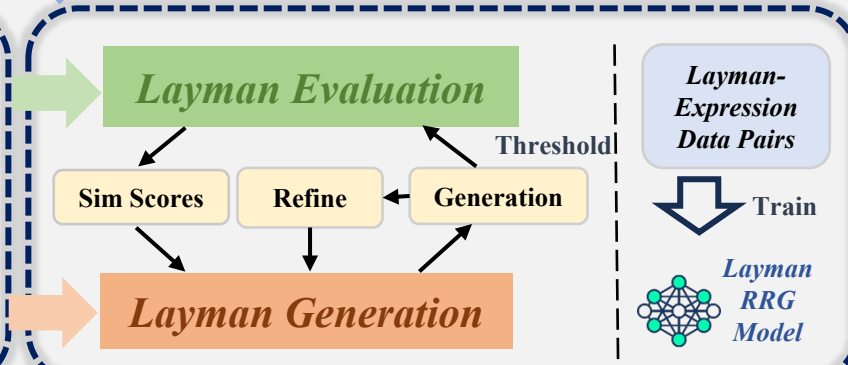 Layman Evaluation
Threshold
Sim Scores
Refine
Generation
Layman Generation
Layman-
Expression
Data Pairs
Train
Layman
RRG
Model